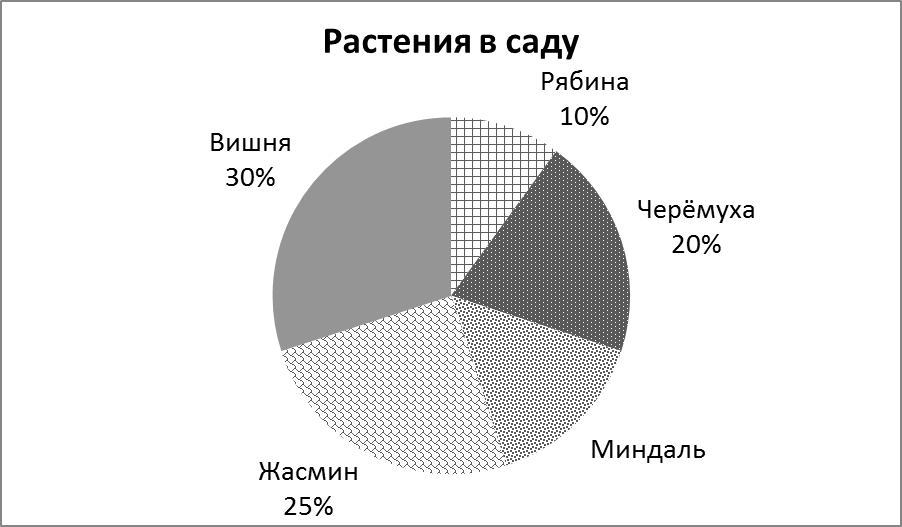 Растения в саду
Рябина
10%
Черёмуха
20%
Миндаль
Жасмин
25%
Вишня
30%